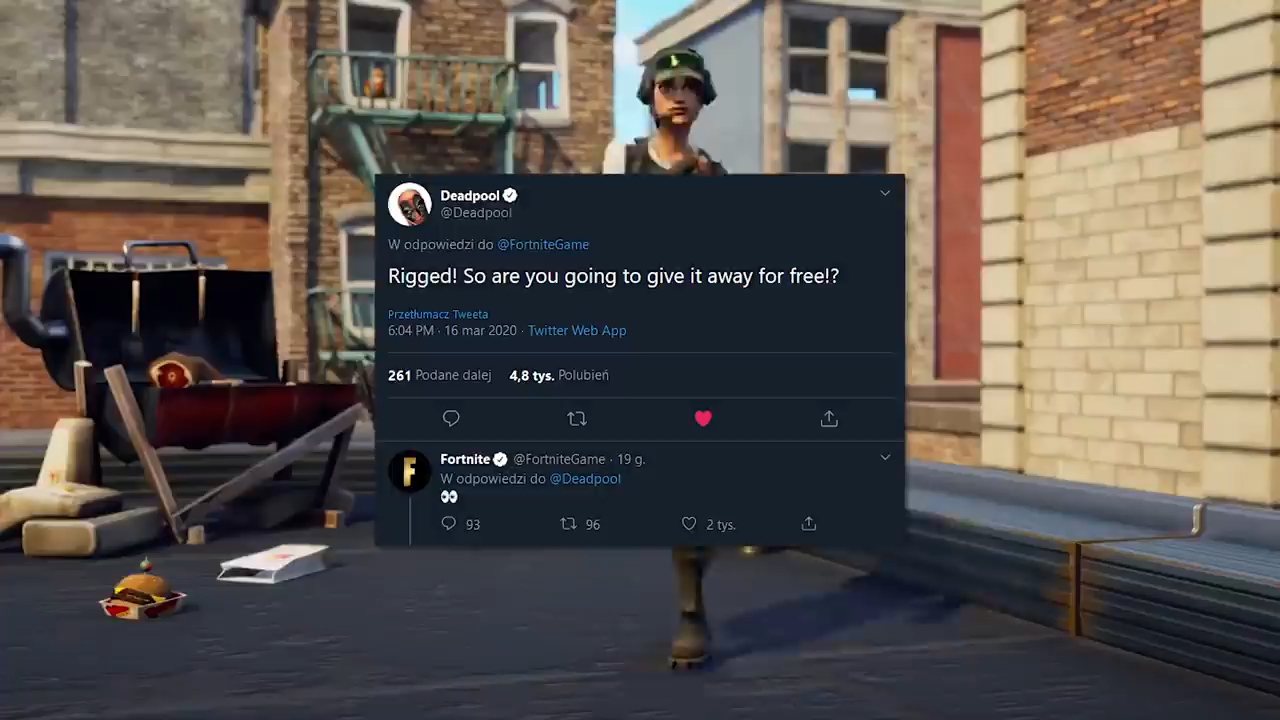 Deadpool
@Deadpool
W odpowiedzi do @FortniteGame
Rigged! So are you going to give it away for free!?
Przetłumacz Tweeta
6:04 PM · 16 mar 2020 · Twitter Web App
261 Podane dalej 4,8 tys. Polubień
Fortnite @FortniteGame · 19 g.
W odpowiedzi do @Deadpool
👀
93 96 2 tys.